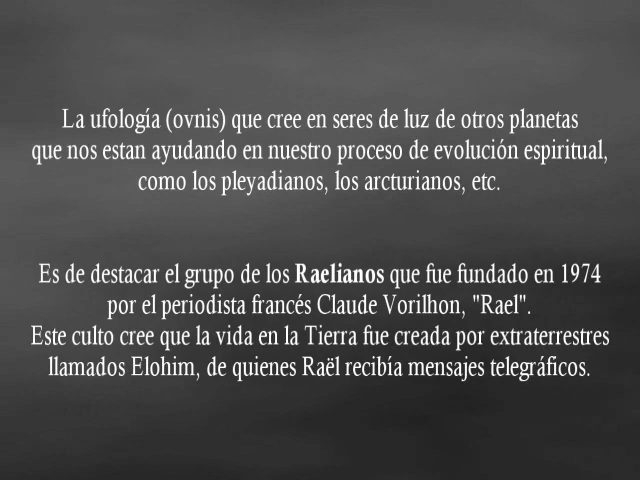 La ufología (ovnis) que cree en seres de luz de otros planetas
que nos estan ayudando en nuestro proceso de evolución espiritual,
como los pleyadianos, los arcturianos, etc.
Es de destacar el grupo de los Raelianos que fue fundado en 1974
por el periodista francés Claude Vorilhon, "Rael".
Este culto cree que la vida en la Tierra fue creada por extraterrestres
llamados Elohim, de quienes Raël recibía mensajes telegráficos.